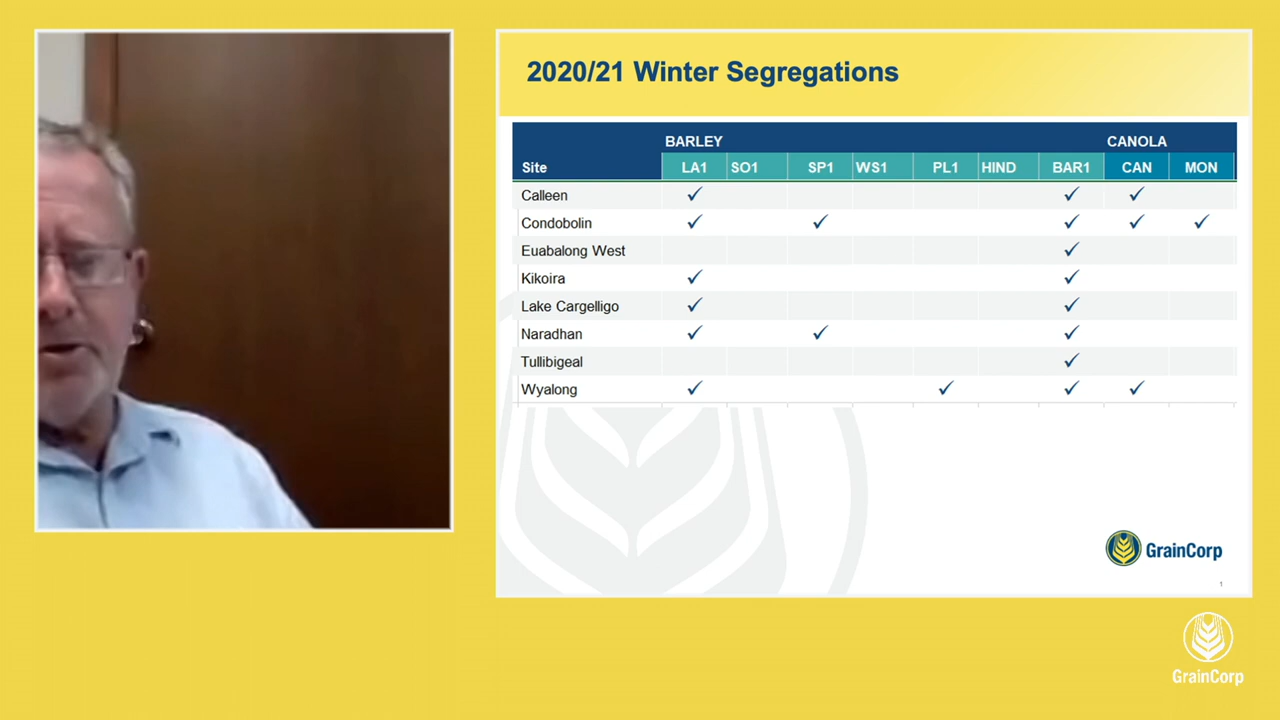 2020/21 Winter Segregations
BARLEY CANOLA
Site LA1 SO1 SP1 WS1 PL1 HIND BAR1 CAN MON
Calleen ✓ ✓ ✓
Condobolin ✓ ✓ ✓ ✓ ✓
Euabalong West ✓
Kikoira ✓ ✓
Lake Cargelligo ✓ ✓
Naradhan ✓ ✓ ✓
Tullibigeal ✓
Wyalong ✓ ✓ ✓ ✓
GrainCorp
1
GrainCorp